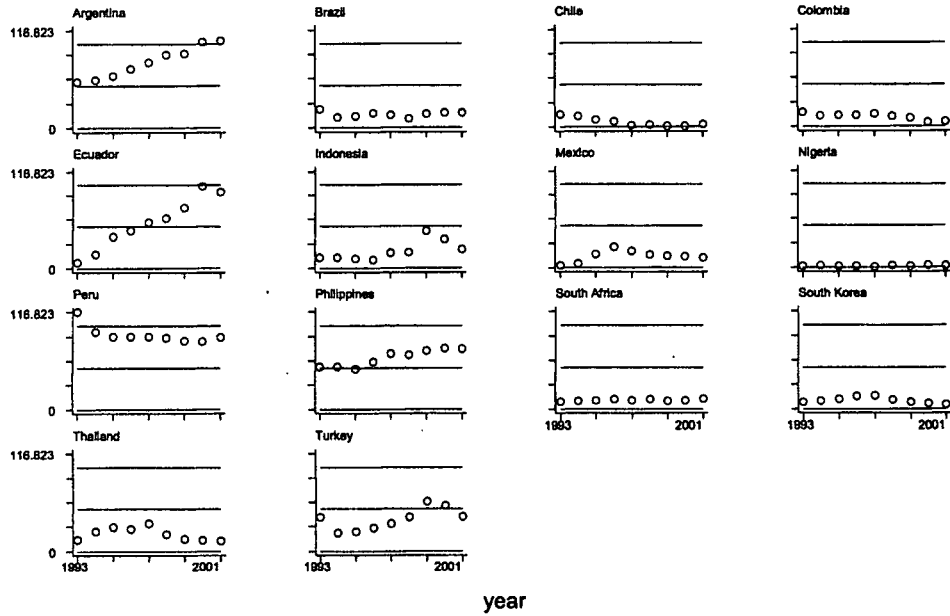 Argentina
Brazil
Chile
Colombia
116.823
0
Ecuador
Indonesia
Mexico
Nigeria
116.823
0
Peru
Philippines
South Africa
South Korea
116.823
0
1993
2001
1993
2001
Thailand
Turkey
116.823
0
1993
2001
1993
2001
year